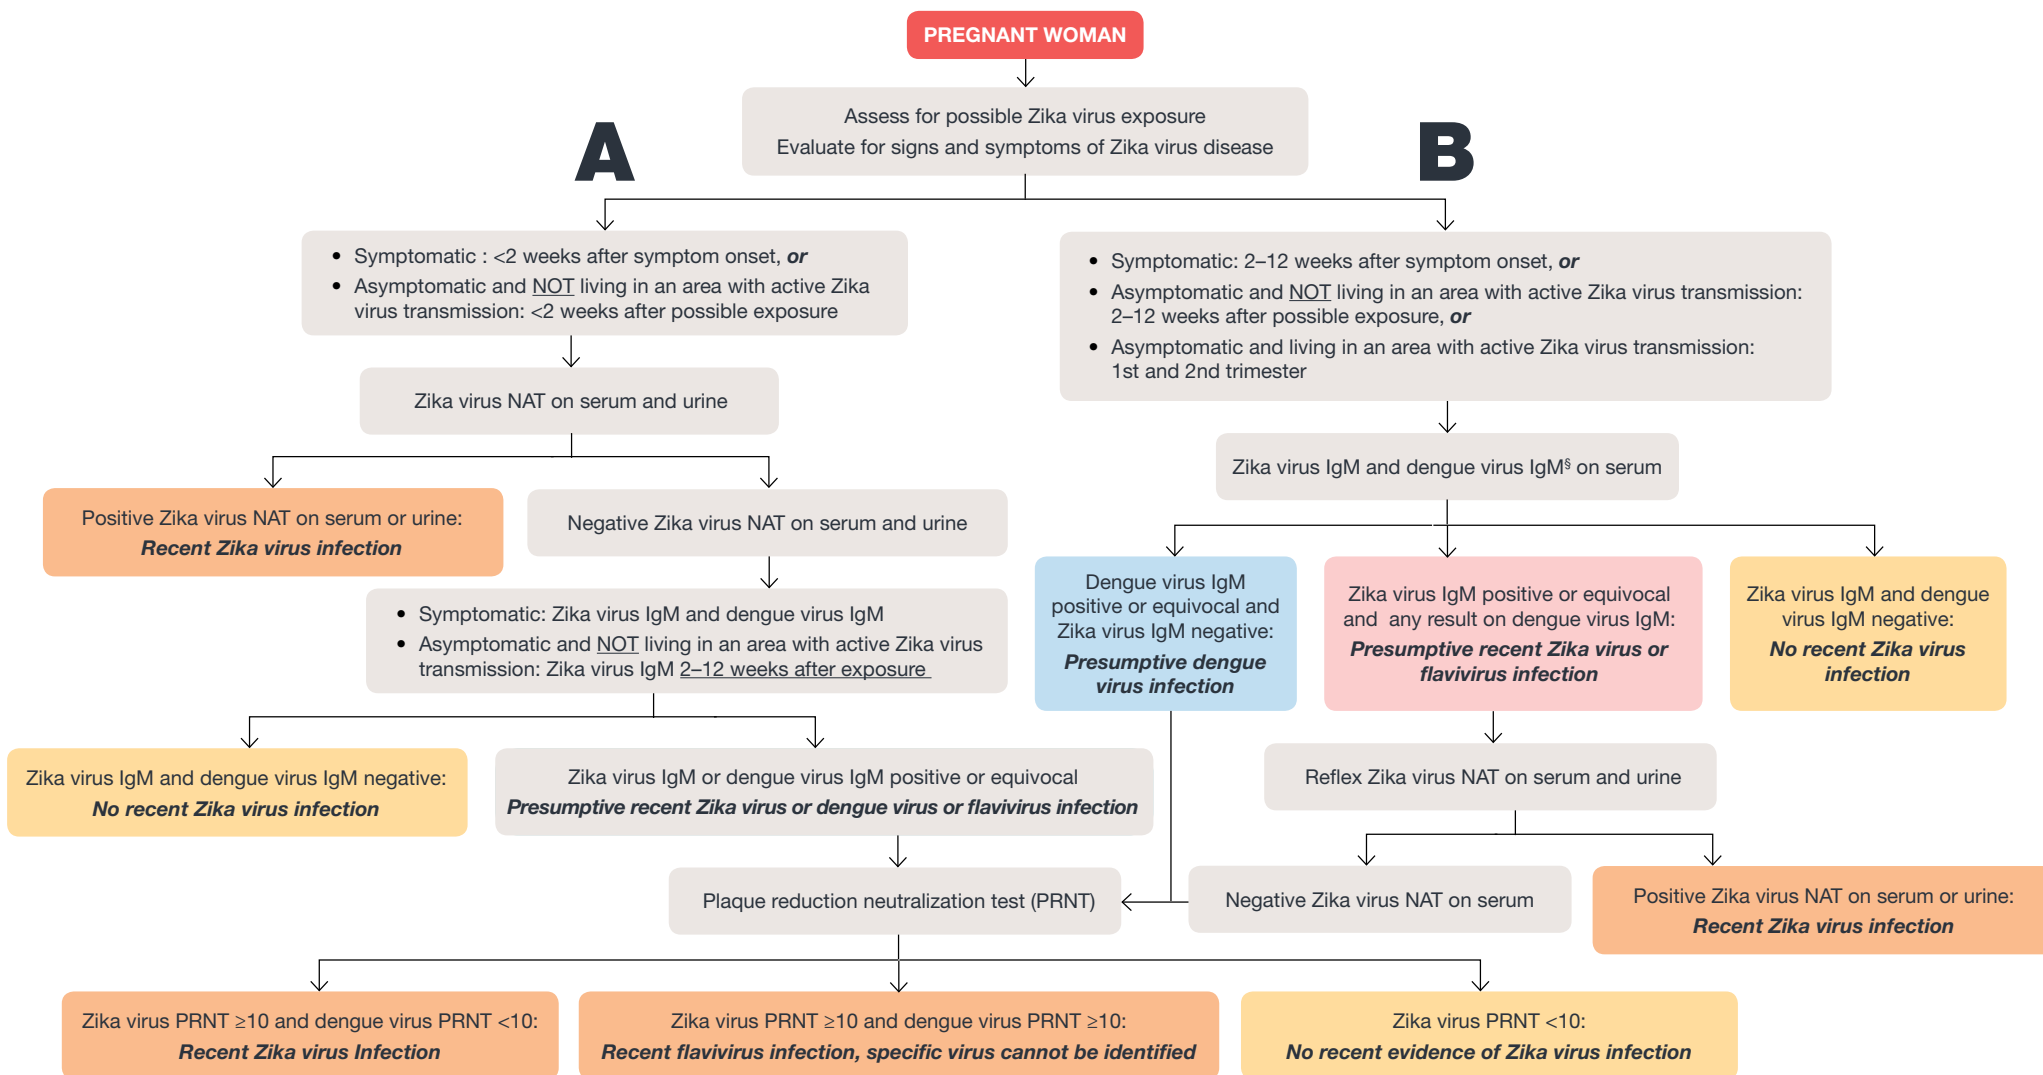 PREGNANT WOMAN
Assess for possible Zika virus exposure
Evaluate for signs and symptoms of Zika virus disease
A
B
• Symptomatic : <2 weeks after symptom onset, or
• Asymptomatic and NOT living in an area with active Zika
virus transmission: <2 weeks after possible exposure
• Symptomatic: 2–12 weeks after symptom onset, or
• Asymptomatic and NOT living in an area with active Zika virus transmission:
2–12 weeks after possible exposure, or
• Asymptomatic and living in an area with active Zika virus transmission:
1st and 2nd trimester
Zika virus NAT on serum and urine
Zika virus IgM and dengue virus IgM§ on serum
Positive Zika virus NAT on serum or urine:
Recent Zika virus infection
Negative Zika virus NAT on serum and urine
• Symptomatic: Zika virus IgM and dengue virus IgM
• Asymptomatic and NOT living in an area with active Zika virus
transmission: Zika virus IgM 2–12 weeks after exposure
Dengue virus IgM
positive or equivocal and
Zika virus IgM negative:
Presumptive dengue
virus infection
Zika virus IgM positive or equivocal
and any result on dengue virus IgM:
Presumptive recent Zika virus or
flavivirus infection
Zika virus IgM and dengue
virus IgM negative:
No recent Zika virus
infection
Zika virus IgM and dengue virus IgM negative:
No recent Zika virus infection
Zika virus IgM or dengue virus IgM positive or equivocal
Presumptive recent Zika virus or dengue virus or flavivirus infection
Reflex Zika virus NAT on serum and urine
Plaque reduction neutralization test (PRNT)
Negative Zika virus NAT on serum
Positive Zika virus NAT on serum or urine:
Recent Zika virus infection
Zika virus PRNT ≥10 and dengue virus PRNT <10:
Recent Zika virus Infection
Zika virus PRNT ≥10 and dengue virus PRNT ≥10:
Recent flavivirus infection, specific virus cannot be identified
Zika virus PRNT <10:
No recent evidence of Zika virus infection